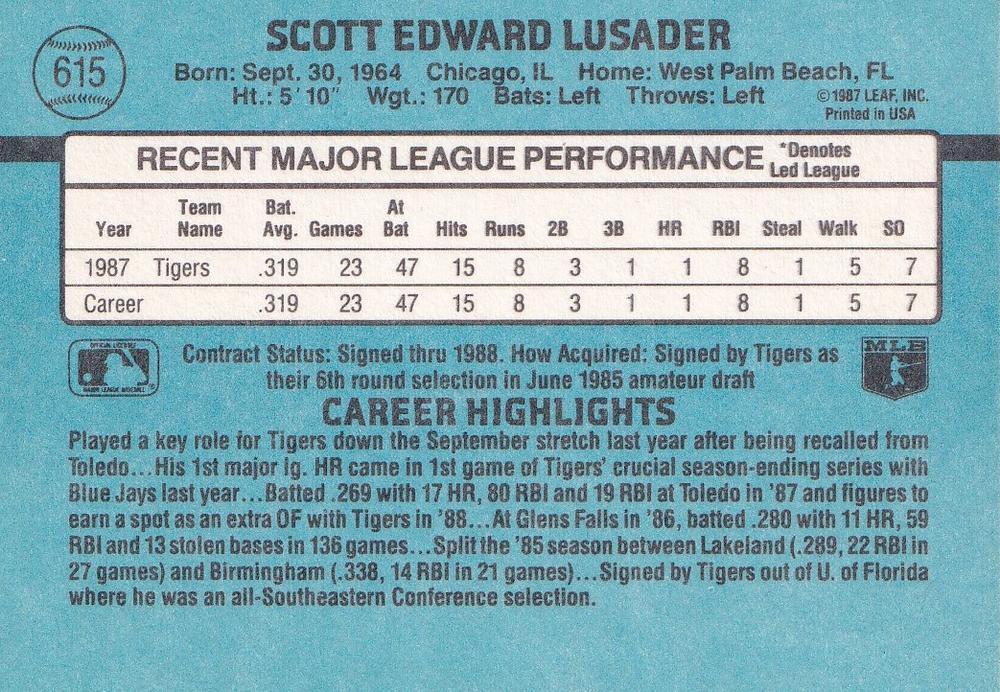 SCOTT EDWARD LUSADER
615
Born: Sept. 30, 1964 Chicago, IL Home: West Palm Beach, FL
Ht.: 5' 10" Wgt.: 170 Bats: Left Throws: Left
©1987 LEAF, INC.
Printed in USA
RECENT MAJOR LEAGUE PERFORMANCE *Denotes Led League
Year Team Name Bat. Avg. Games At Bat Hits Runs 2B 3B HR RBI Steal Walk SO
1987 Tigers .319 23 47 15 8 3 1 1 8 1 5 7
Career .319 23 47 15 8 3 1 1 8 1 5 7
OFFICIAL LICENSEE
MAJOR LEAGUE BASEBALL
MLB
Contract Status: Signed thru 1988. How Acquired: Signed by Tigers as
their 6th round selection in June 1985 amateur draft
CAREER HIGHLIGHTS
Played a key role for Tigers down the September stretch last year after being recalled from
Toledo...His 1st major lg. HR came in 1st game of Tigers' crucial season-ending series with
Blue Jays last year...Batted .269 with 17 HR, 80 RBI and 19 RBI at Toledo in '87 and figures to
earn a spot as an extra OF with Tigers in '88...At Glens Falls in '86, batted .280 with 11 HR, 59
RBI and 13 stolen bases in 136 games...Split the '85 season between Lakeland (.289, 22 RBI in
27 games) and Birmingham (.338, 14 RBI in 21 games)...Signed by Tigers out of U. of Florida
where he was an all-Southeastern Conference selection.